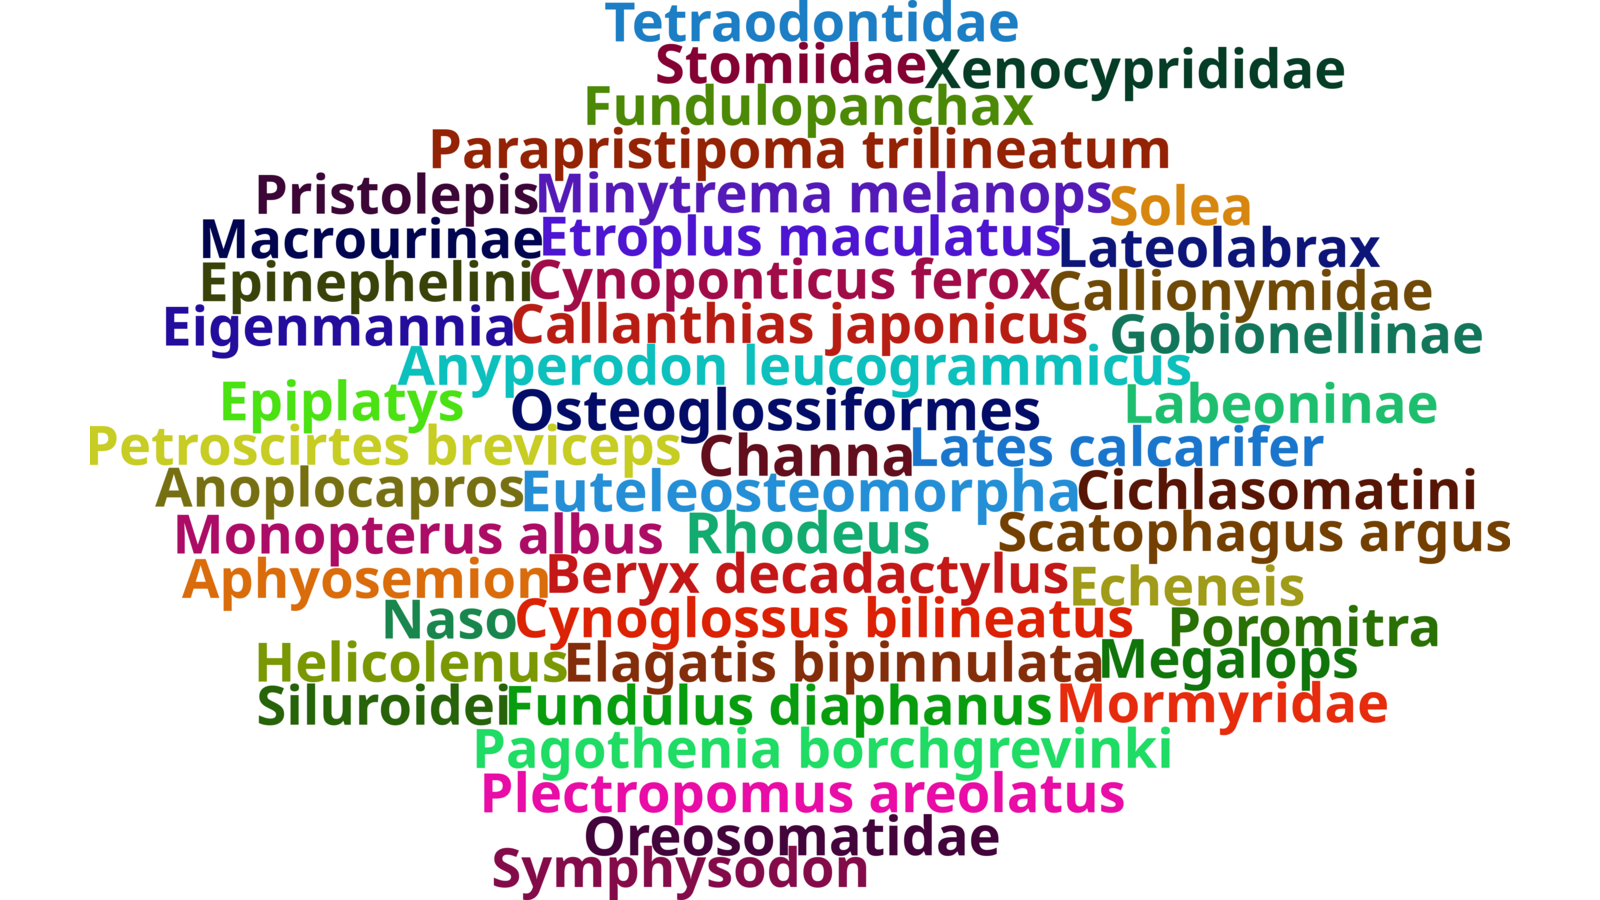 Tetraodontidae
Stomiidae Xenocyprididae
Fundulopanchax
Parapristipoma trilineatum
Pristolepis Minytrema melanops Solea
Macrourinae Etroplus maculatus Lateolabrax
Epinephelini Cynoponticus ferox Callionymidae
Eigenmannia Callanthias japonicus Gobionellinae
Anyperodon leucogrammicus
Epiplatys Osteoglossiformes Labeoninae
Petroscirtes breviceps Channa Lates calcarifer
Anoplocapros Euteleosteomorpha Cichlasomatini
Monopterus albus Rhodeus Scatophagus argus
Aphyosemion Beryx decadactylus Echeneis
Naso Cynoglossus bilineatus Poromitra
Helicolenus Elagatis bipinnulata Megalops
Siluroidei Fundulus diaphanus Mormyridae
Pagothenia borchgrevinki
Plectropomus areolatus
Oreosomatidae
Symphysodon